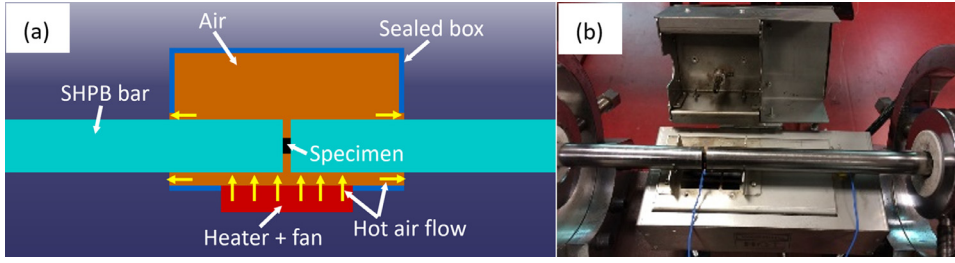 (a)
Air
Sealed box
SHPB bar
Specimen
Heater + fan
Hot air flow
(b)